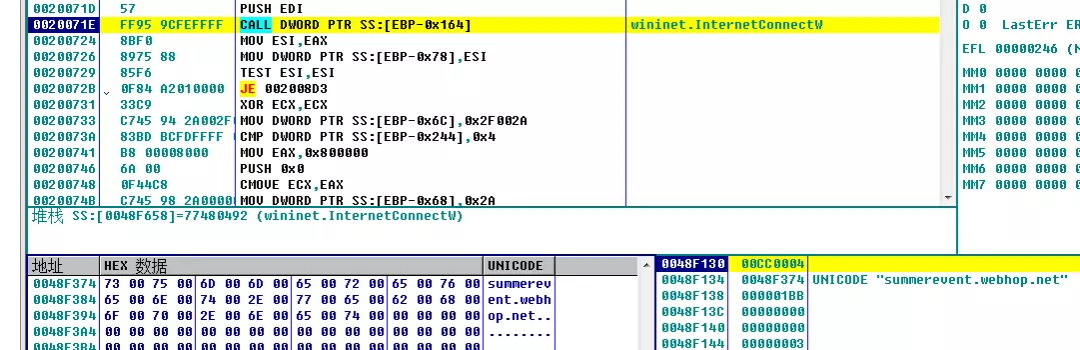 0020071D 57 PUSH EDI
0020071E FF95 9CFEFFFF CALL DWORD PTR SS:[EBP-0x164] wininet.InternetConnectW
00200724 8BF0 MOV ESI,EAX
00200726 8975 88 MOV DWORD PTR SS:[EBP-0x78],ESI
00200729 85F6 TEST ESI,ESI
0020072B 0F84 A2010000 JE 002008D3
00200731 33C9 XOR ECX,ECX
00200733 C745 94 2A002F MOV DWORD PTR SS:[EBP-0x6C],0x2F002A
0020073A 83BD BCFDFFFF CMP DWORD PTR SS:[EBP-0x244],0x4
00200741 B8 00008000 MOV EAX,0x800000
00200746 6A 00 PUSH 0x0
00200748 0F44C8 CMOVE ECX,EAX
0020074B C745 98 2A0000 MOV DWORD PTR SS:[EBP-0x68],0x2A
堆栈 SS:[0048F658]=77480492 (wininet.InternetConnectW)
D 0
O 0 LastErr ER
EFL 00000246 (N
MM0 0000 0000 0
MM1 0000 0000 0
MM2 0000 0000 0
MM3 0000 0000 0
MM4 0000 0000 0
MM5 0000 0000 0
MM6 0000 0000 0
MM7 0000 0000 0
地址 HEX 数据 UNICODE
0048F374 73 00 75 00 6D 00 6D 00 65 00 72 00 65 00 76 00 summerev
0048F384 65 00 6E 00 74 00 2E 00 77 00 65 00 62 00 68 00 ent.webh
0048F394 6F 00 70 00 2E 00 6E 00 65 00 74 00 00 00 00 00 op.net..
0048F3A4 00 00 00 00 00 00 00 00 00 00 00 00 00 00 00 00 ........
0048F3B4 00 00 00 00 00 00 00 00 00 00 00 00 00 00 00 00
0048F130 00CC0004
0048F134 0048F374 UNICODE "summerevent.webhop.net"
0048F138 000001BB
0048F13C 00000000
0048F140 00000000
0048F144 00000003